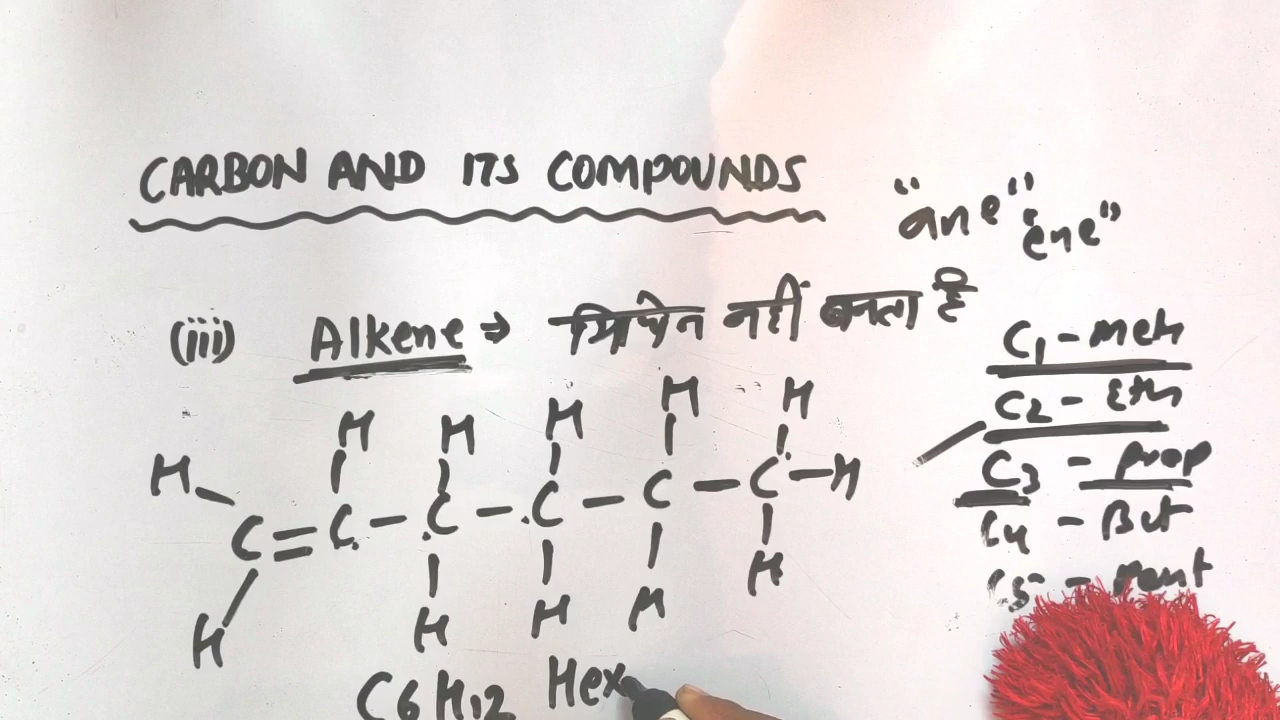 CARBON AND ITS COMPOUNDS
"ane" "ene"
(iii) Alkene ⇒ मिथेन नहीं बनता है
C1 - meth
C2 - Eth
C3 - prop
C4 - But
C5 - Pent
H H H H H
H C = C - C - C - C - C - H
H H H H H
C6H12 Hex